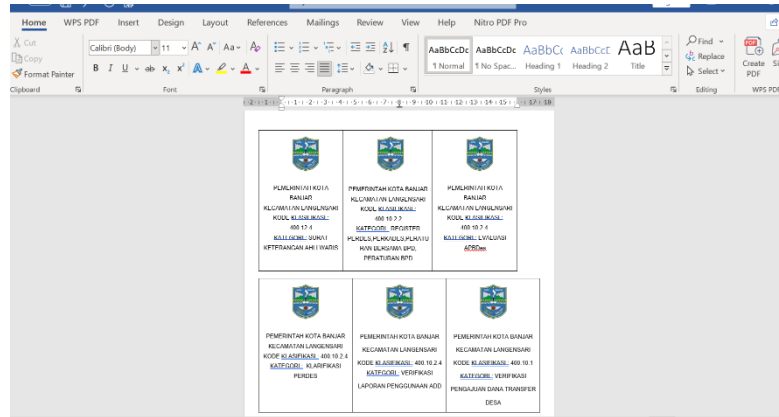 Home WPS PDF Insert Design Layout References Mailings Review View Help Nitro PDF Pro
Cut
Copy
Format Painter
Clipboard
Calibri (Body) 11
Font
Paragraph
AaBbCcDc AaBbCcDc AaBbCc AaBbCcE AaB
¶ Normal ¶ No Spac... Heading 1 Heading 2 Title
Styles
Find
Replace
Select
Editing
Create
PDF
WPS PDF
PEMERINTAH KOTA
BANJAR
KECAMATAN LANGENSARI
KODE KLASIFIKASI :
400.12.4
KATEGORI : SURAT
KETERANGAN AHLI WARIS
PEMERINTAH KOTA BANJAR
KECAMATAN LANGENSARI
KODE KLASIFIKASI :
400.10.2.2
KATEGORI : REGISTER
PERDES,PERKADES,PERATU
RAN BERSAMA BPD,
PERATURAN BPD
PEMERINTAH KOTA
BANJAR
KECAMATAN LANGENSARI
KODE KLASIFIKASI :
400.10.2.4
KATEGORI : EVALUASI
APBDes
PEMERINTAH KOTA BANJAR
KECAMATAN LANGENSARI
KODE KLASIFIKASI : 400.10.2.4
KATEGORI : KLARIFIKASI
PERDES
PEMERINTAH KOTA BANJAR
KECAMATAN LANGENSARI
KODE KLASIFIKASI : 400.10.2.4
KATEGORI : VERIFIKASI
LAPORAN PENGGUNAAN ADD
PEMERINTAH KOTA BANJAR
KECAMATAN LANGENSARI
KODE KLASIFIKASI : 400.10.1
KATEGORI : VERIFIKASI
PENGAJUAN DANA TRANSFER
DESA